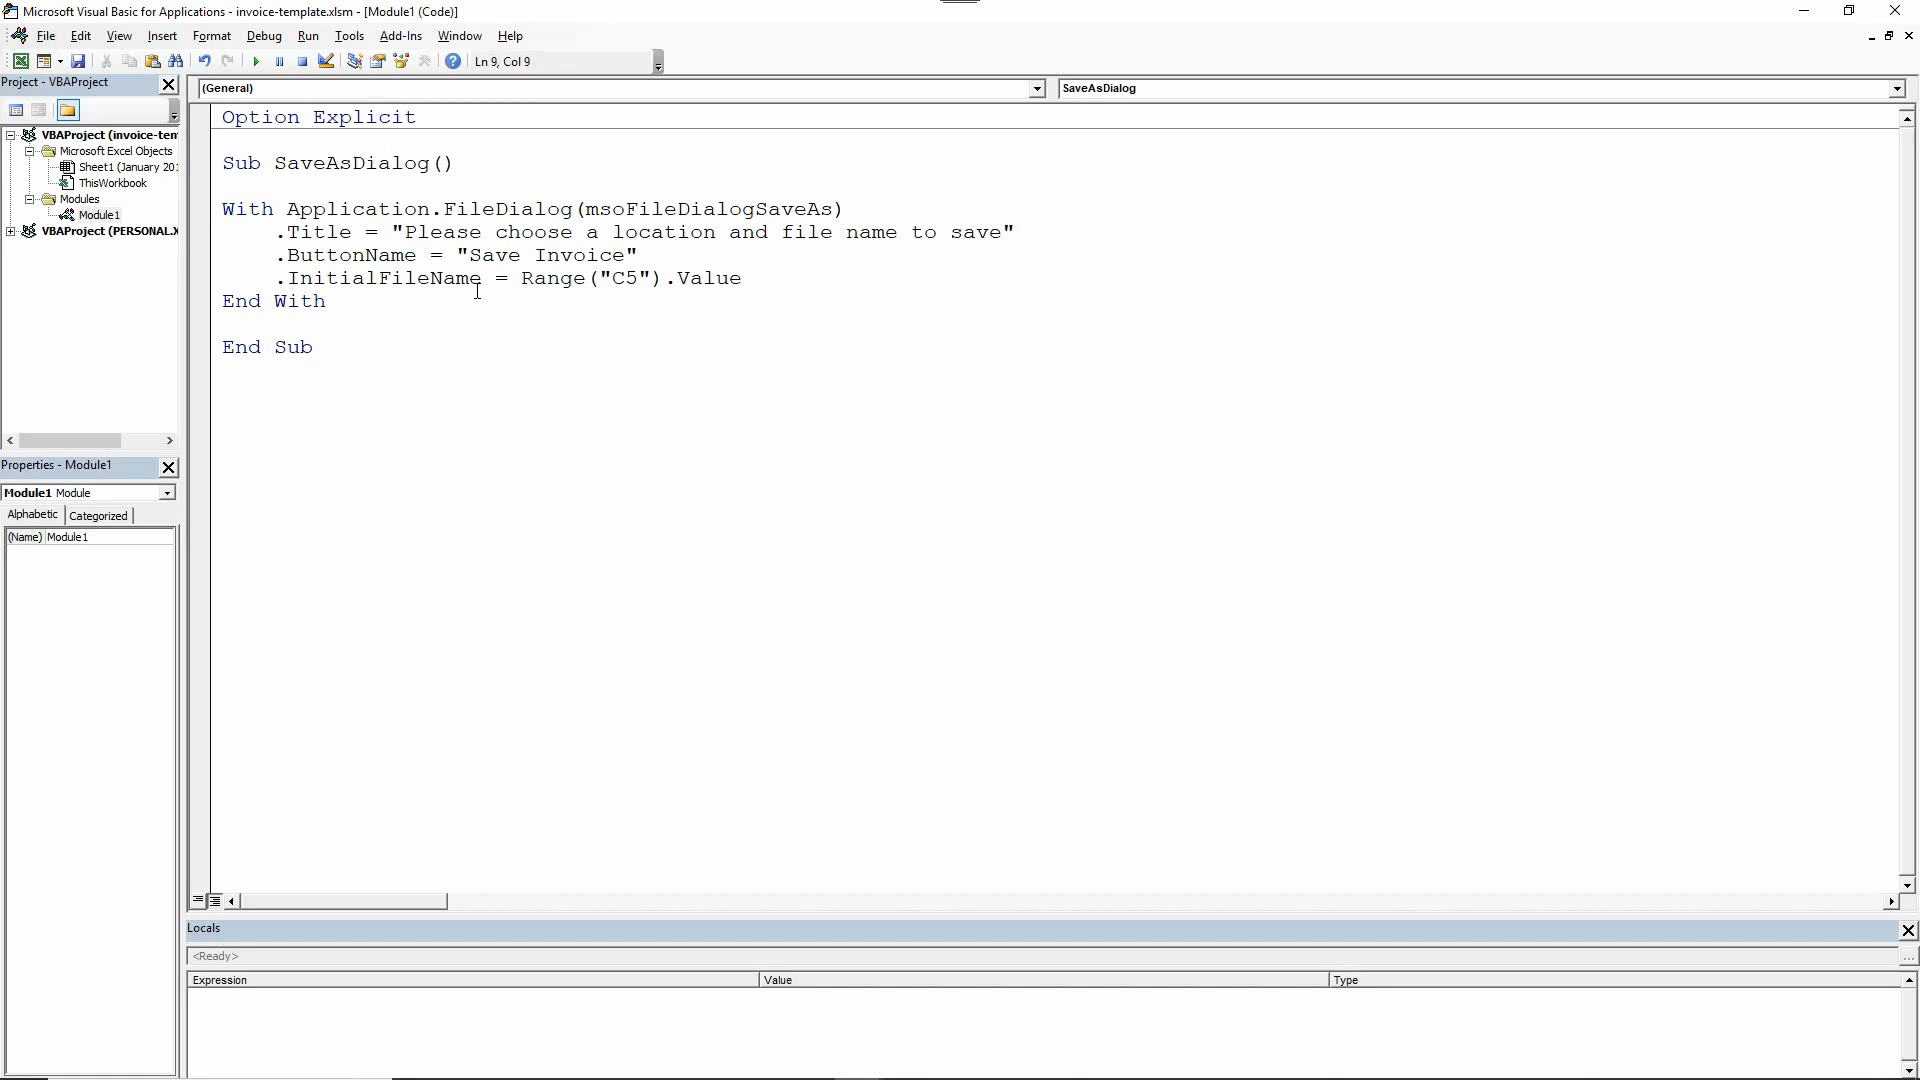 Microsoft Visual Basic for Applications - invoice-template.xlsm - [Module1 (Code)]
File Edit View Insert Format Debug Run Tools Add-Ins Window Help
Ln 9, Col 9
Project - VBAProject
VBAProject (invoice-tem
Microsoft Excel Objects
Sheet1 (January 201
ThisWorkbook
Modules
Module1
VBAProject (PERSONAL.X
Properties - Module1
Module1 Module
Alphabetic Categorized
(Name) Module1
(General) SaveAsDialog
Option Explicit
Sub SaveAsDialog()
With Application.FileDialog(msoFileDialogSaveAs)
.Title = "Please choose a location and file name to save"
.ButtonName = "Save Invoice"
.InitialFileName = Range("C5").Value
End With
End Sub
Locals
<Ready>
Expression Value Type